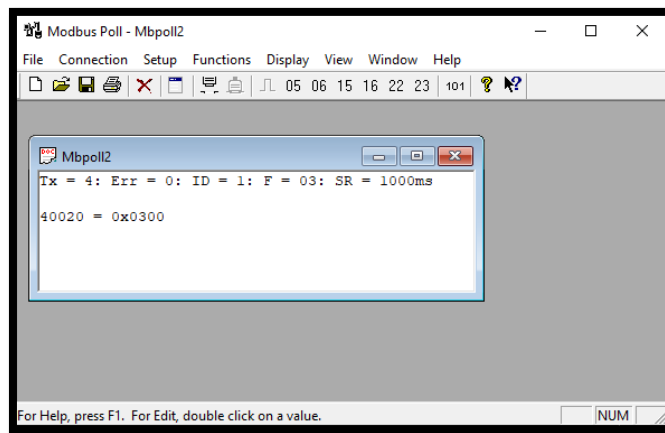 Modbus Poll - Mbpoll2
File Connection Setup Functions Display View Window Help
05 06 15 16 22 23 101
Mbpoll2
Tx = 4: Err = 0: ID = 1: F = 03: SR = 1000ms
40020 = 0x0300
For Help, press F1. For Edit, double click on a value. NUM